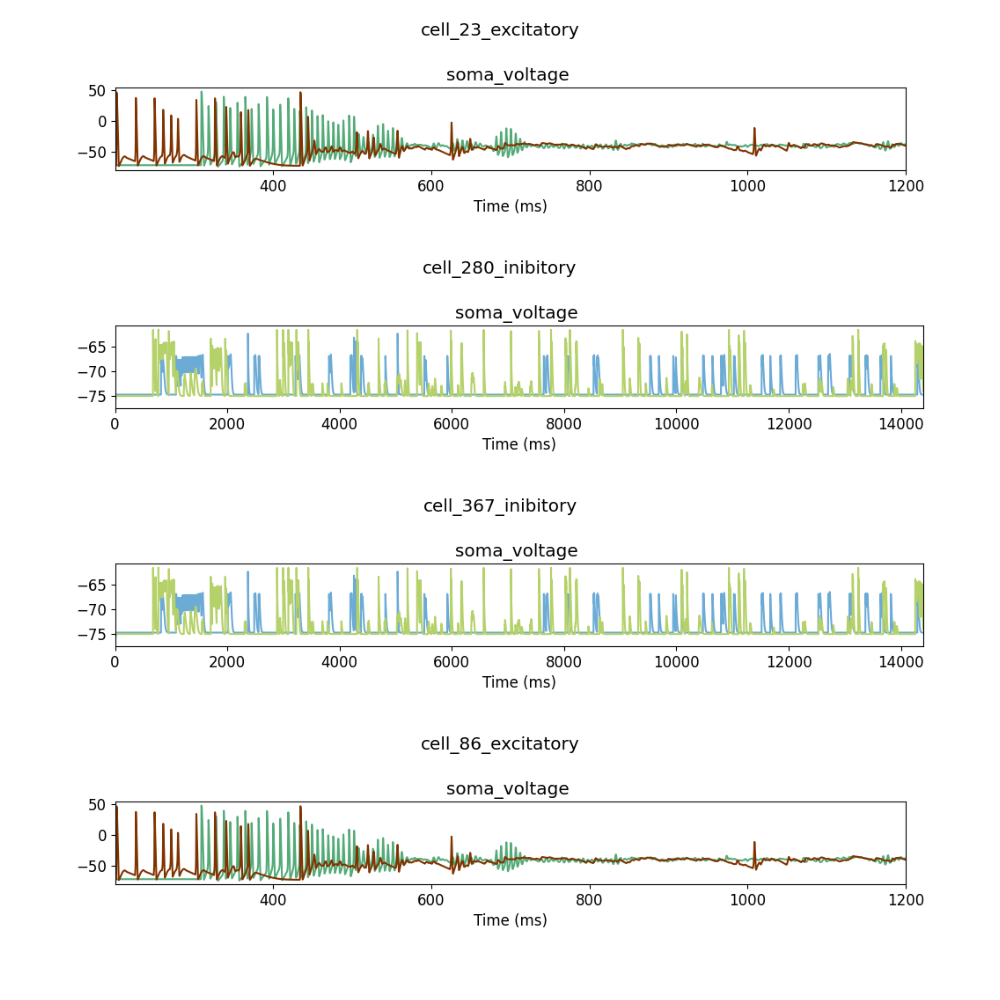 cell_23_excitatory
soma_voltage
50
0
−50
400 600 800 1000 1200
Time (ms)
cell_280_inibitory
soma_voltage
−65
−70
−75
0 2000 4000 6000 8000 10000 12000 14000
Time (ms)
cell_367_inibitory
soma_voltage
−65
−70
−75
0 2000 4000 6000 8000 10000 12000 14000
Time (ms)
cell_86_excitatory
soma_voltage
50
0
−50
400 600 800 1000 1200
Time (ms)